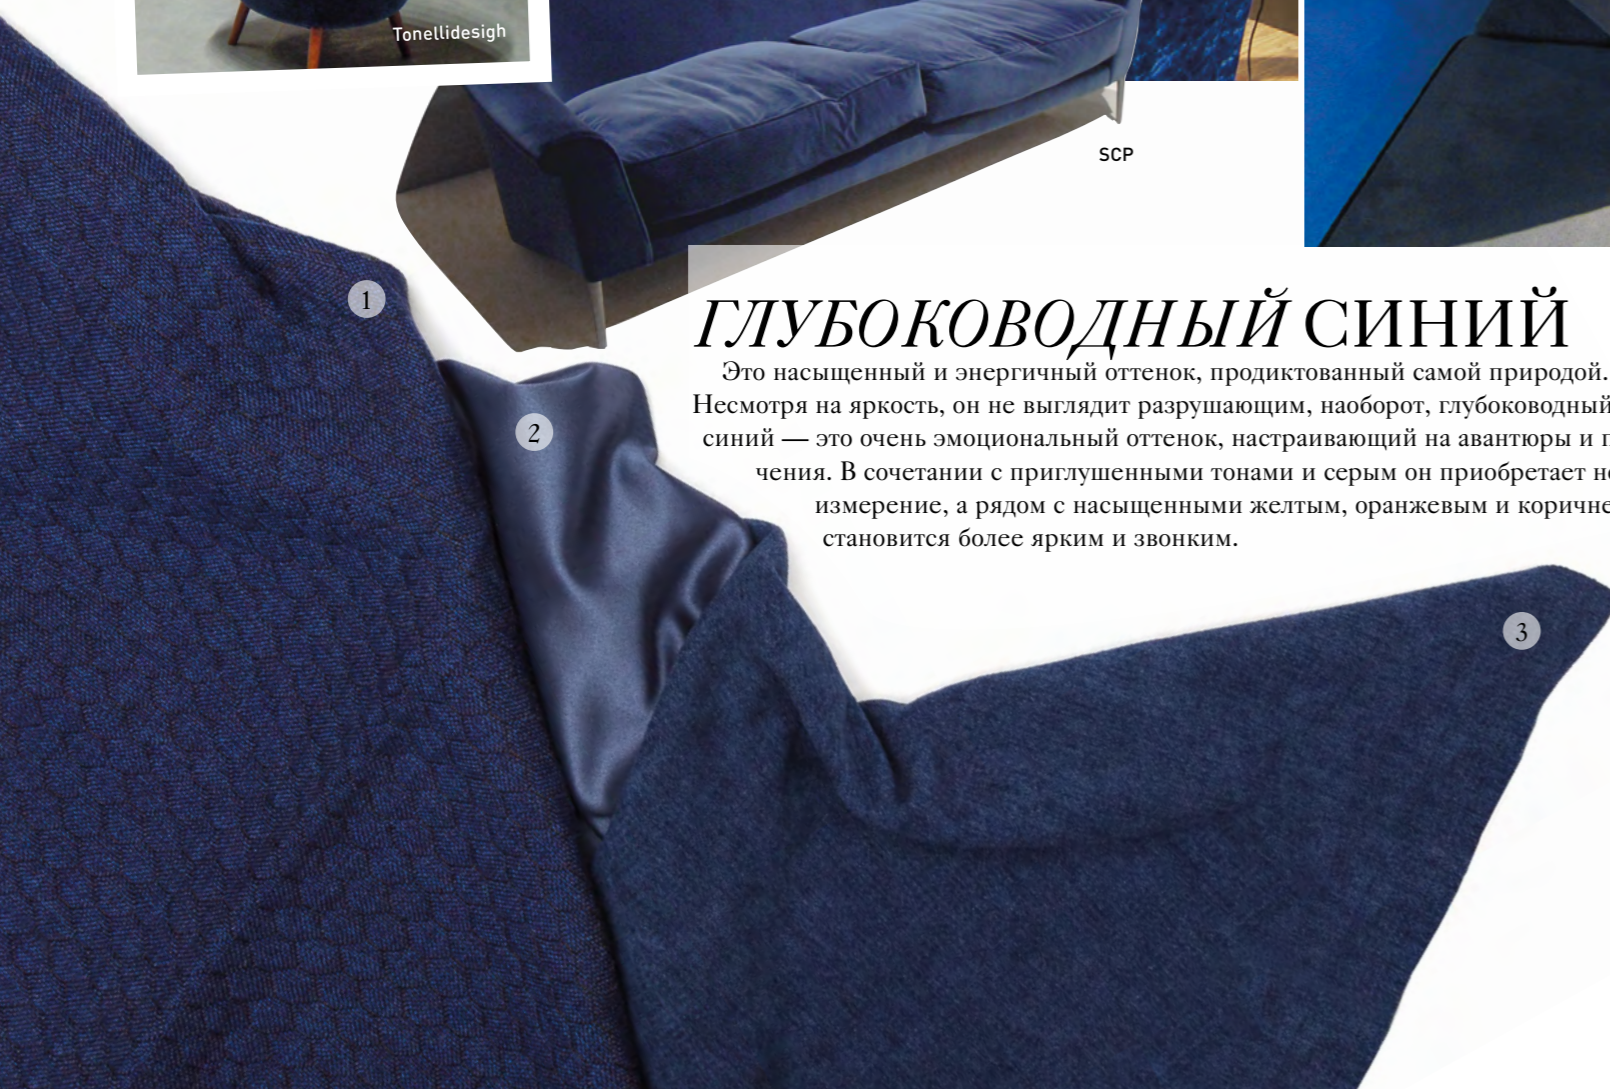 Tonellidesigh
SCP
1
ГЛУБОКОВОДНЫЙ СИНИЙ
2
Это насыщенный и энергичный оттенок, продиктованный самой природой.
Несмотря на яркость, он не выглядит разрушающим, наоборот, глубоководный
синий — это очень эмоциональный оттенок, настраивающий на авантюры и
чения. В сочетании с приглушенными тонами и серым он приобретает
измерение, а рядом с насыщенными желтым, оранжевым и
становится более ярким и звонким.
3